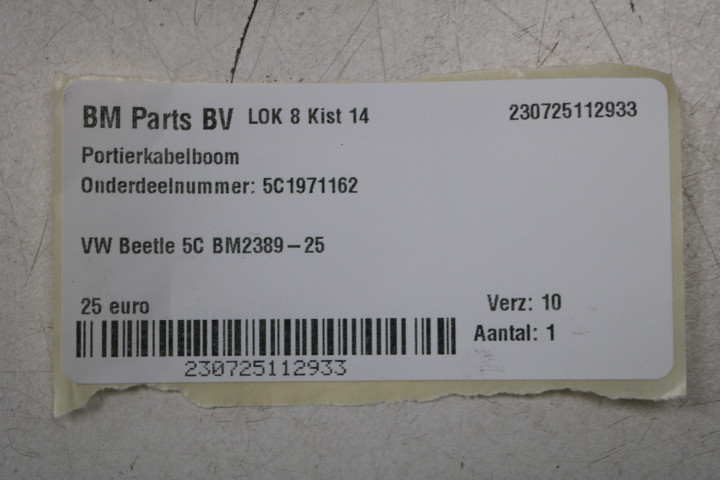 BM Parts BV LOK 8 Kist 14 230725112933
Portierkabelboom
Onderdeelnummer: 5C1971162
VW Beetle 5C BM2389-25
25 euro Verz: 10
Aantal: 1
230725112933